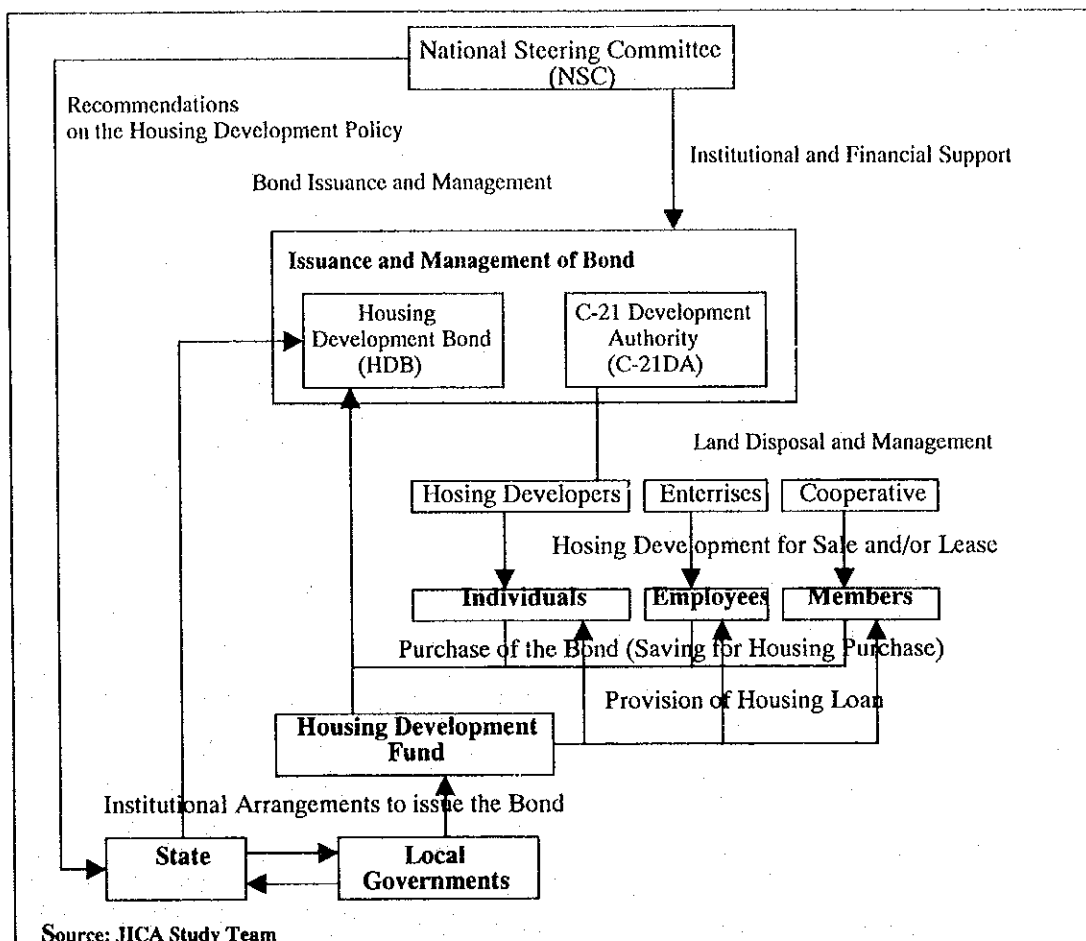 National Steering Committee
(NSC)
Recommendations
on the Housing Development Policy
Institutional and Financial Support
Bond Issuance and Management
Issuance and Management of Bond
Housing
Development Bond
(HDB)
C-21 Development
Authority
(C-21DA)
Land Disposal and Management
Hosing Developers
Enterrises
Cooperative
Hosing Development for Sale and/or Lease
Individuals
Employees
Members
Purchase of the Bond (Saving for Housing Purchase)
Provision of Housing Loan
Housing Development
Fund
Institutional Arrangements to issue the Bond
State
Local
Governments
Source: JICA Study Team